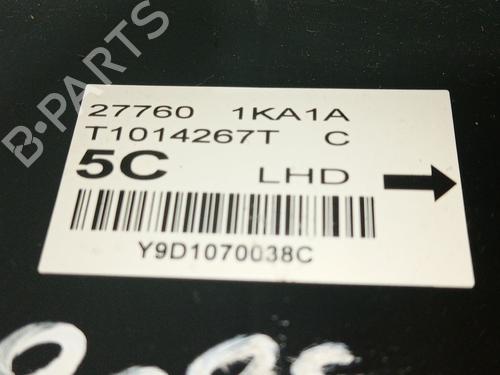 B-PARTS
27760 1KA1A
T1014267T C
5C LHD
Y9D1070038C